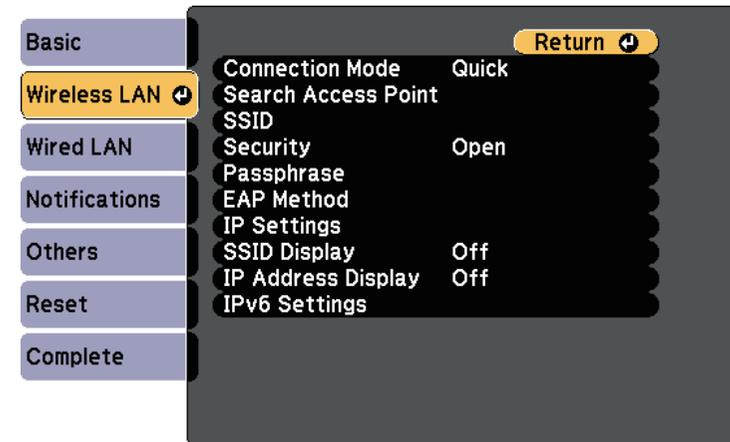 Basic
Wireless LAN
Wired LAN
Notifications
Others
Reset
Complete
Return
Connection Mode Quick
Search Access Point
SSID
Security Open
Passphrase
EAP Method
IP Settings
SSID Display Off
IP Address Display Off
IPv6 Settings